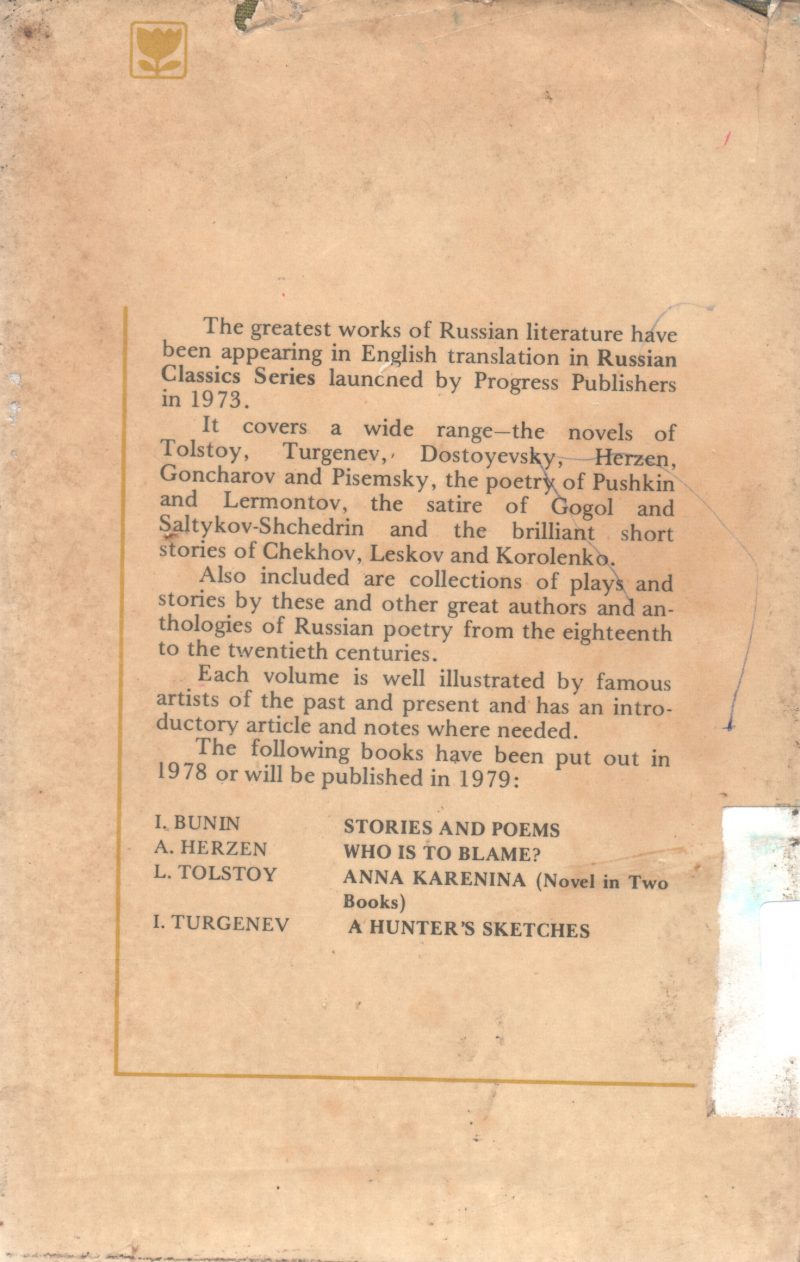 The greatest works of Russian literature have
been appearing in English translation in Russian
Classics Series launched by Progress Publishers
in 1973.
It covers a wide range—the novels of
Tolstoy, Turgenev, Dostoyevsky, Herzen,
Goncharov and Pisemsky, the poetry of Pushkin
and Lermontov, the satire of Gogol and
Saltykov-Shchedrin and the brilliant short
stories of Chekhov, Leskov and Korolenko.
Also included are collections of plays and
stories by these and other great authors and an-
thologies of Russian poetry from the eighteenth
to the twentieth centuries.
Each volume is well illustrated by famous
artists of the past and present and has an intro-
ductory article and notes where needed.
The following books have been put out in
1978 or will be published in 1979:
I. BUNIN STORIES AND POEMS
A. HERZEN WHO IS TO BLAME?
L. TOLSTOY ANNA KARENINA (Novel in Two
Books)
I. TURGENEV A HUNTER'S SKETCHES